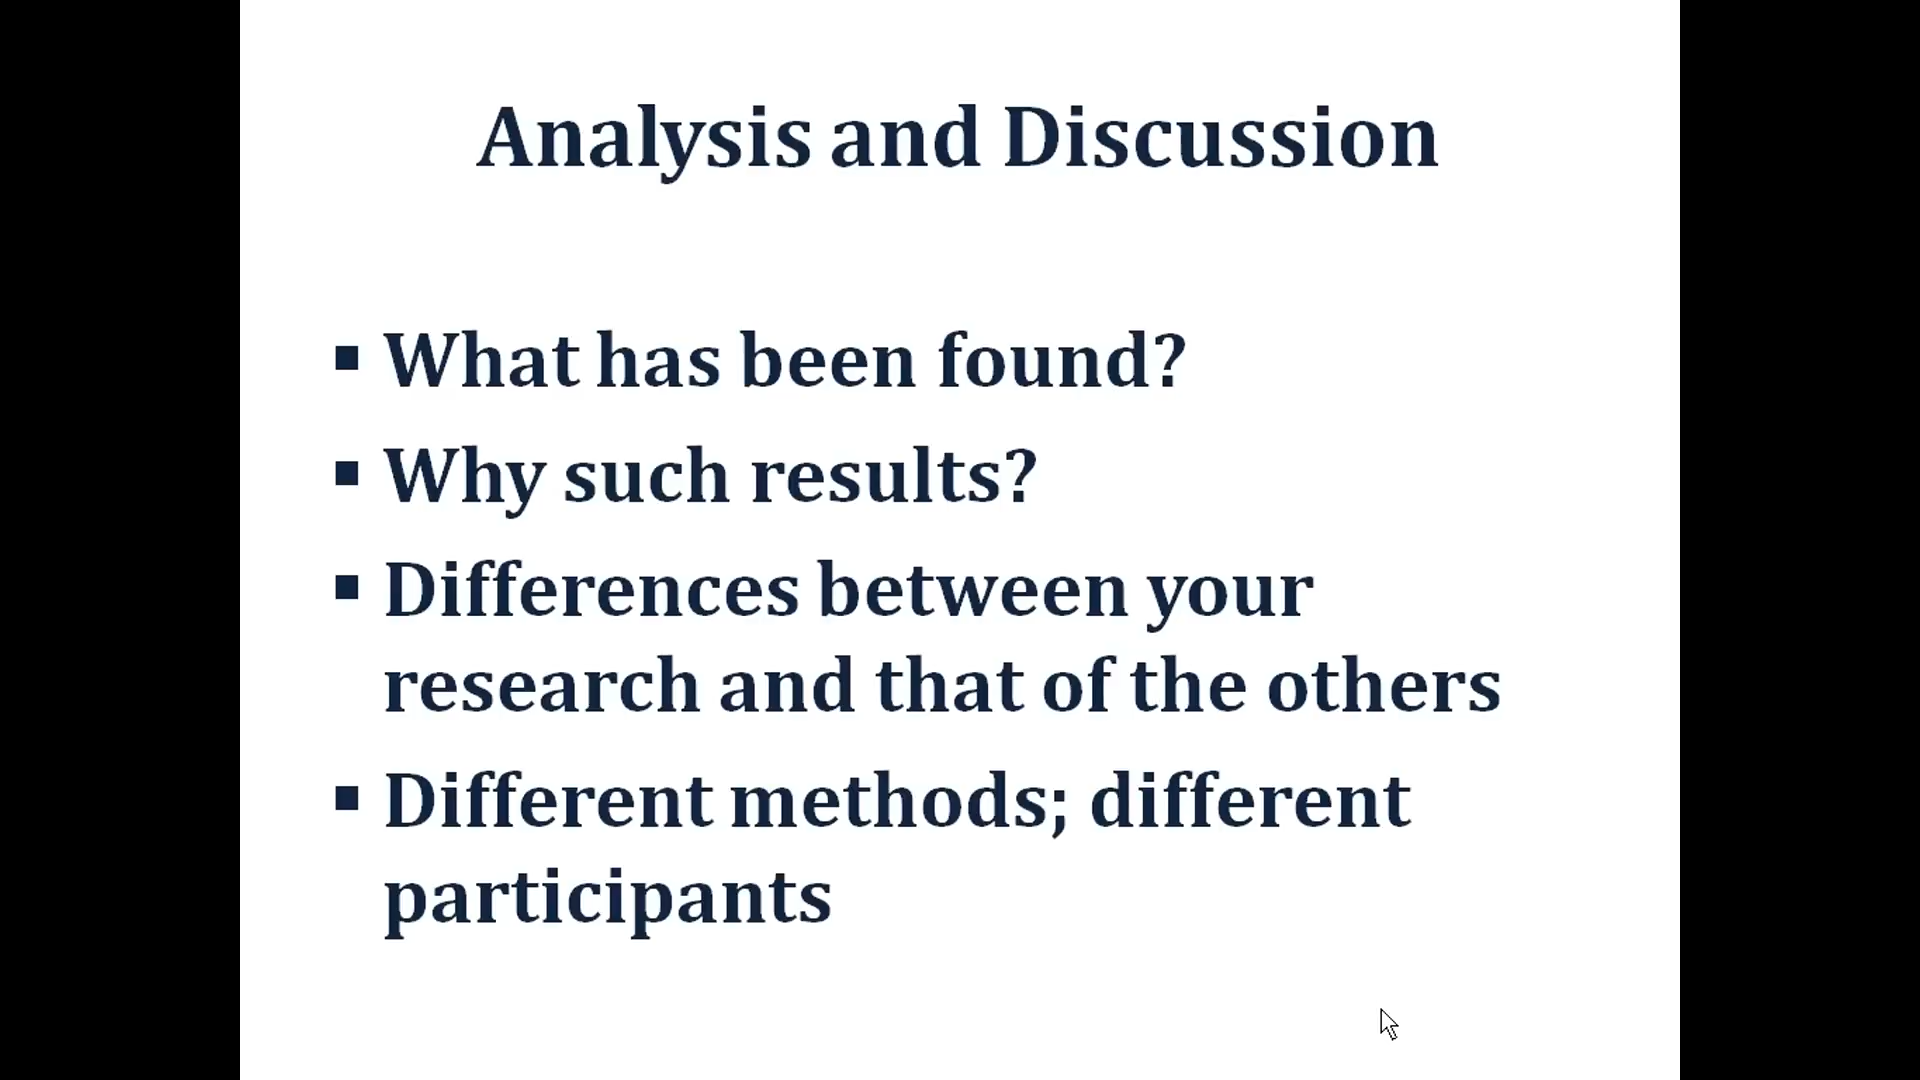 Analysis and Discussion
▪ What has been found?
▪ Why such results?
▪ Differences between your
research and that of the others
▪ Different methods; different
participants